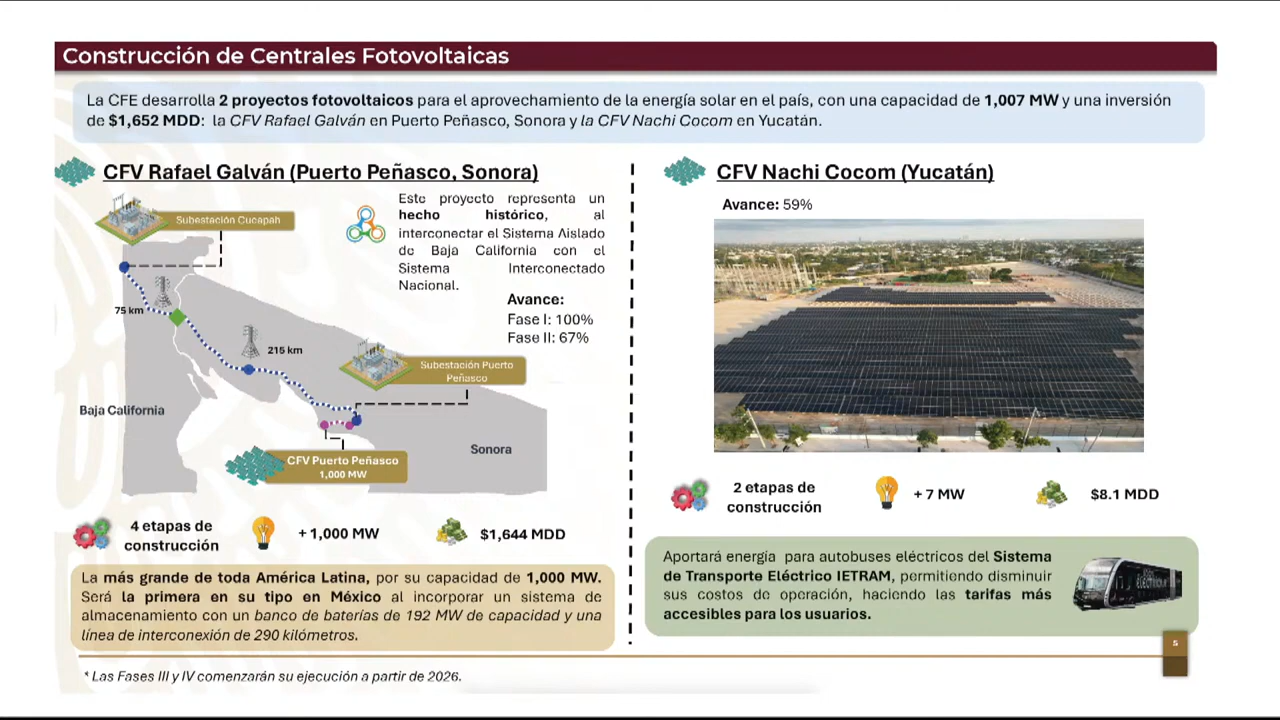 Construcción de Centrales Fotovoltaicas
La CFE desarrolla 2 proyectos fotovoltaicos para el aprovechamiento de la energía solar en el país, con una capacidad de 1,007 MW y una inversión
de $1,652 MDD: la CFV Rafael Galván en Puerto Peñasco, Sonora y la CFV Nachi Cocom en Yucatán.
CFV Rafael Galván (Puerto Peñasco, Sonora)
Subestación Cucapah
Este proyecto representa un
hecho histórico, al
interconectar el Sistema Aislado
de Baja California con el
Sistema Interconectado
Nacional.
Avance:
Fase I: 100%
Fase II: 67%
75 km
215 km
Subestación Puerto
Peñasco
Baja California
Sonora
CFV Puerto Peñasco
1,000 MW
4 etapas de
construcción
+ 1,000 MW
$1,644 MDD
La más grande de toda América Latina, por su capacidad de 1,000 MW.
Será la primera en su tipo en México al incorporar un sistema de
almacenamiento con un banco de baterías de 192 MW de capacidad y una
línea de interconexión de 290 kilómetros.
* Las Fases III y IV comenzarán su ejecución a partir de 2026.
CFV Nachi Cocom (Yucatán)
Avance: 59%
2 etapas de
construcción
+ 7 MW
$8.1 MDD
Aportará energía para autobuses eléctricos del Sistema
de Transporte Eléctrico IETRAM, permitiendo disminuir
sus costos de operación, haciendo las tarifas más
accesibles para los usuarios.
5